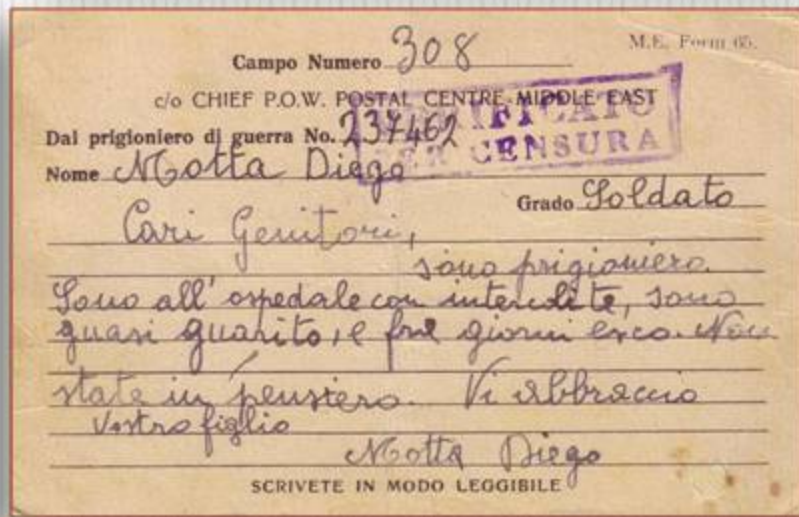 M.E. Form 65.
Campo Numero 308
c/o CHIEF P.O.W. POSTAL CENTRE MIDDLE EAST
Dal prigioniero di guerra No. 237462
CENSURA
Nome Motta Diego
Grado Soldato
Cari Genitori,
sono prigioniero.
Sono all'ospedale con intercolite, sono
quasi guarito, e fra giorni esco. Non
state in pensiero. Vi abbraccio
Vostro figlio
Motta Diego
SCRIVETE IN MODO LEGGIBILE